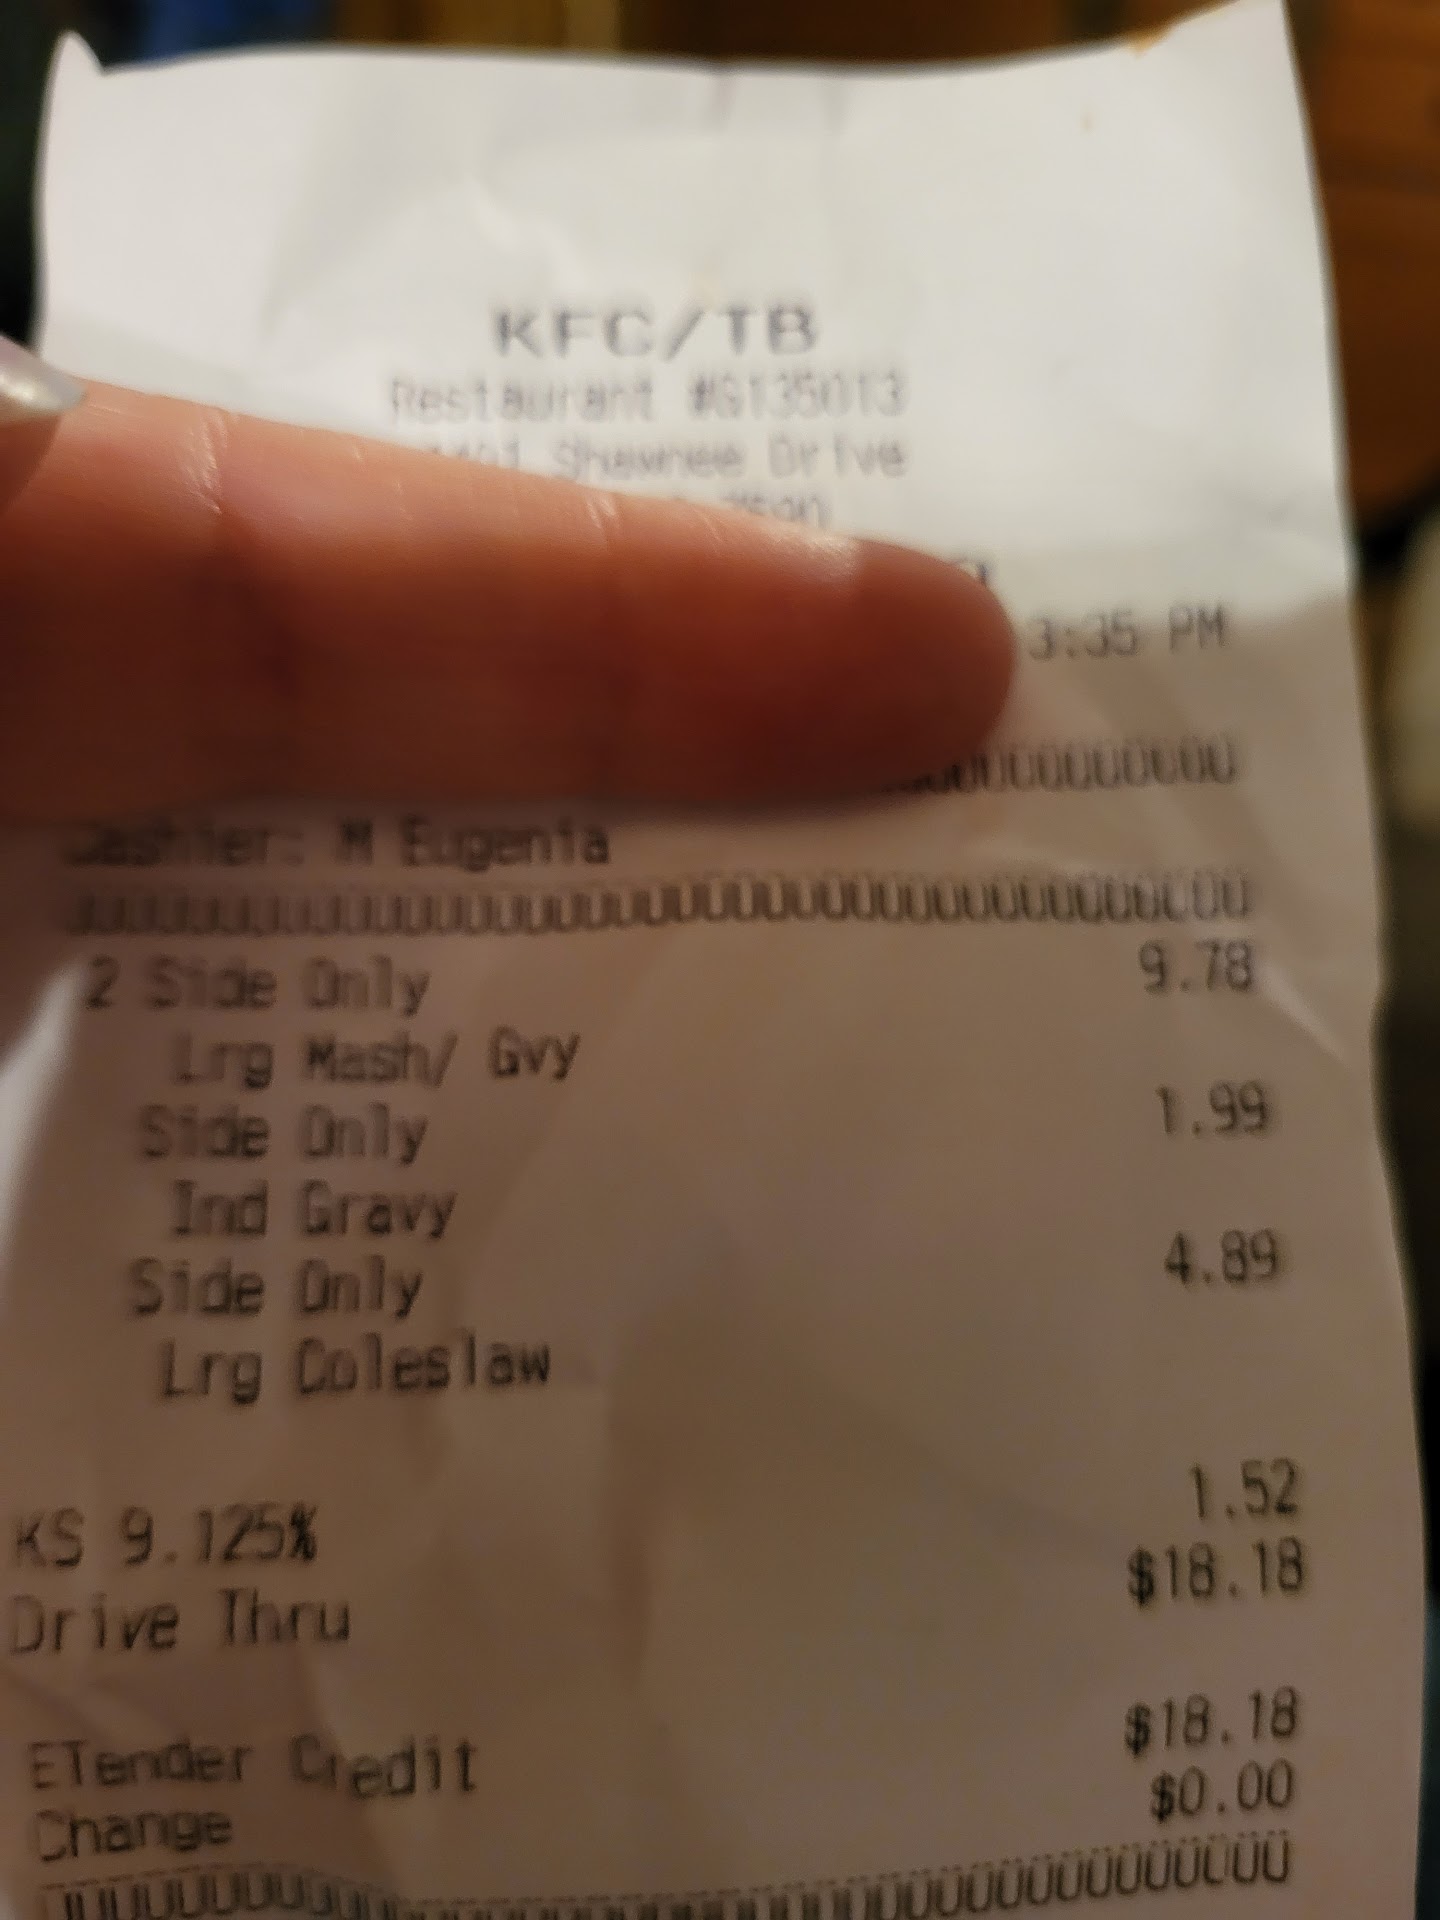 KFC/TB
Restaurant #G135013
Shawnee Drive
3:35 PM
Cashier: M Eugenia
2 Side Only 9.78
Lrg Mash/ Gvy
Side Only 1.99
Ind Gravy
Side Only 4.89
Lrg Coleslaw
KS 9.125% 1.52
Drive Thru $18.18
ETender Credit $18.18
Change $0.00